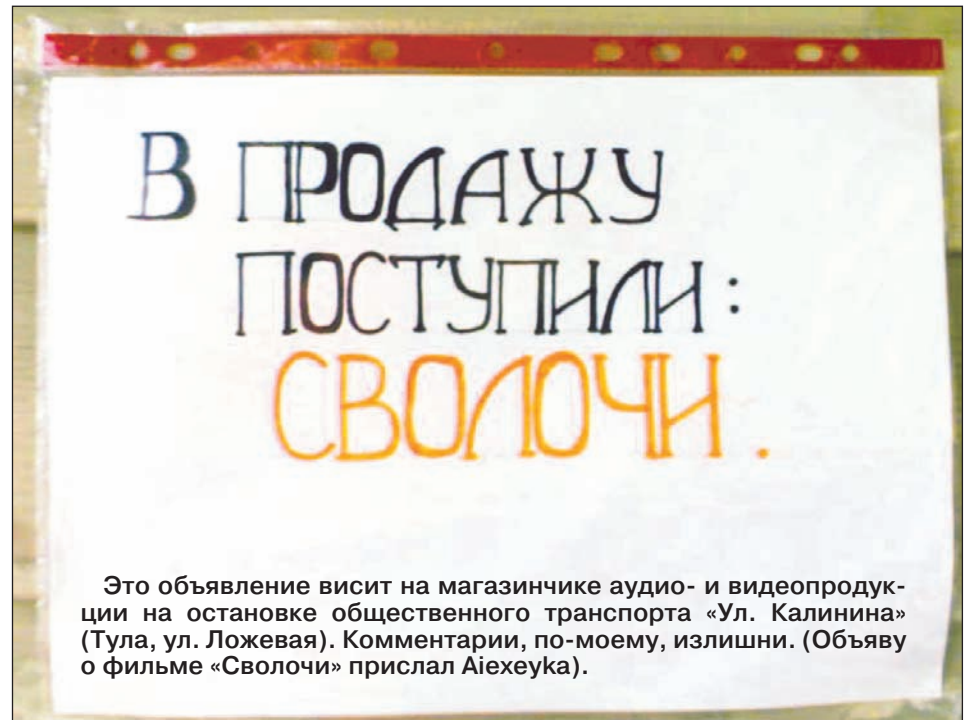 В ПРОДАЖУ
ПОСТУПИЛИ:
СВОЛОЧИ.
Это объявление висит на магазинчике аудио- и видеопродук-
ции на остановке общественного транспорта «Ул. Калинина»
(Тула, ул. Ложевая). Комментарии, по-моему, излишни. (Объяву
о фильме «Сволочи» прислал Aiexeyka).